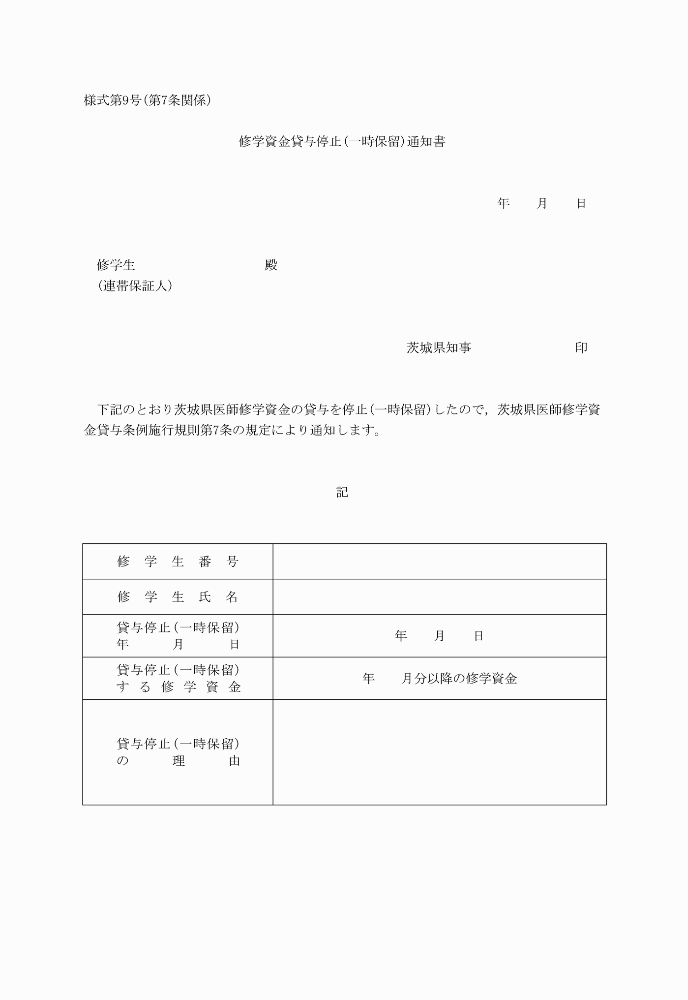 様式第9号(第7条関係)
修学資金貸与停止(一時保留)通知書
年　　月　　日
修学生　　　　　　　　　　殿
(連帯保証人)
茨城県知事　　　　　　　　印
下記のとおり茨城県医師修学資金の貸与を停止(一時保留)したので，茨城県医師修学資
金貸与条例施行規則第7条の規定により通知します。
記
修学生番号
修学生氏名
貸与停止(一時保留)
年月日
年　　月　　日
貸与停止(一時保留)
する修学資金
年　　月分以降の修学資金
貸与停止(一時保留)
の理由